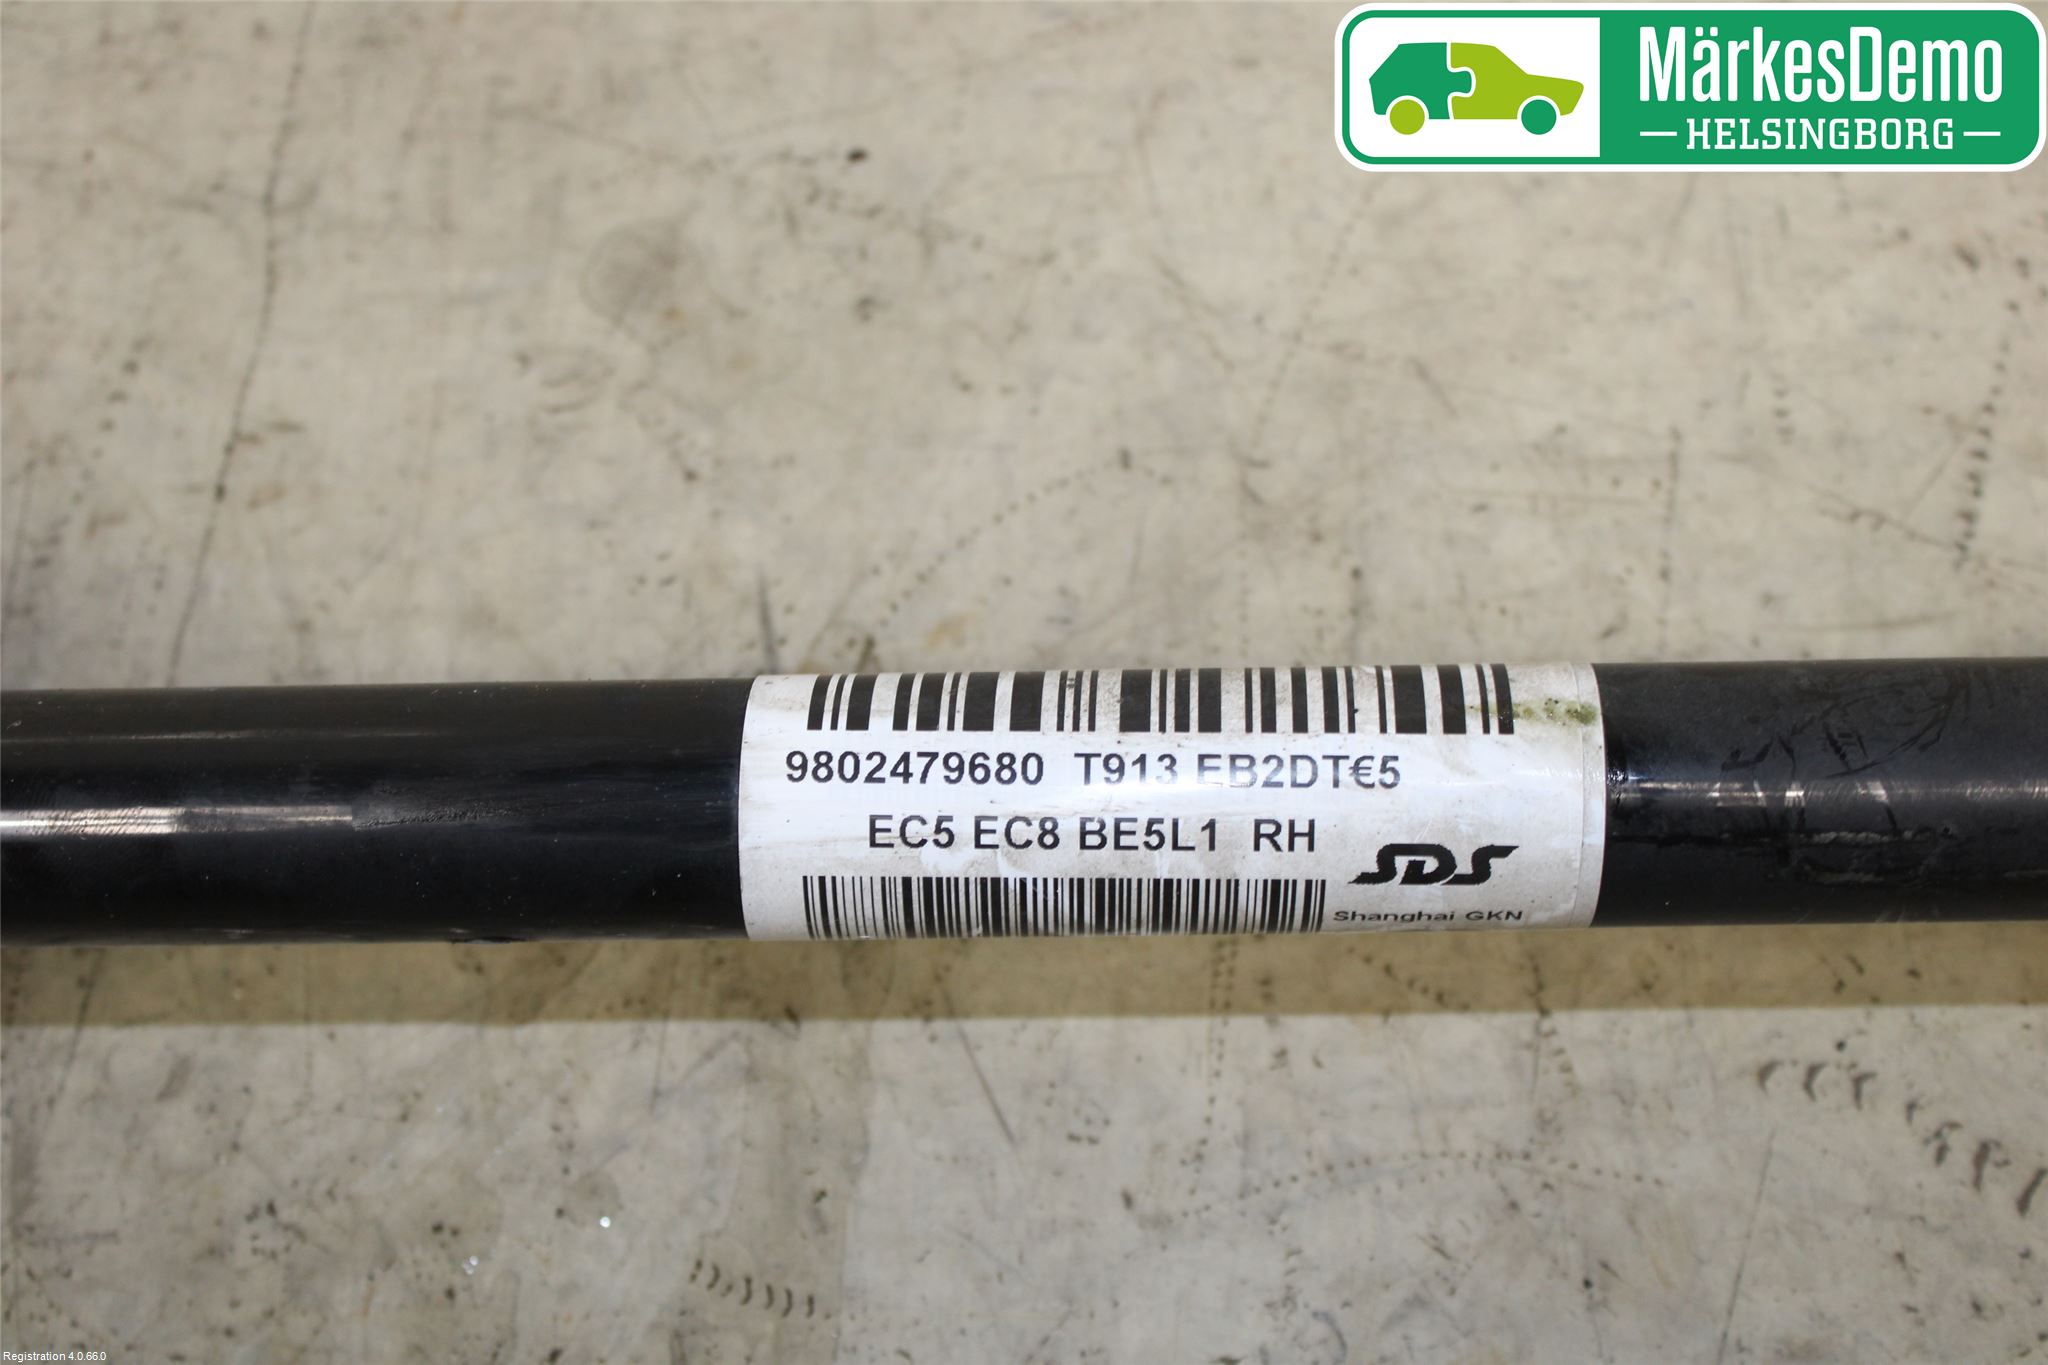 MärkesDemo
HELSINGBORG
9802479680 T913 EB2DT€5
EC5 EC8 BE5L1 RH
SDS
Shanghai GKN
Registration 4.0.66.0